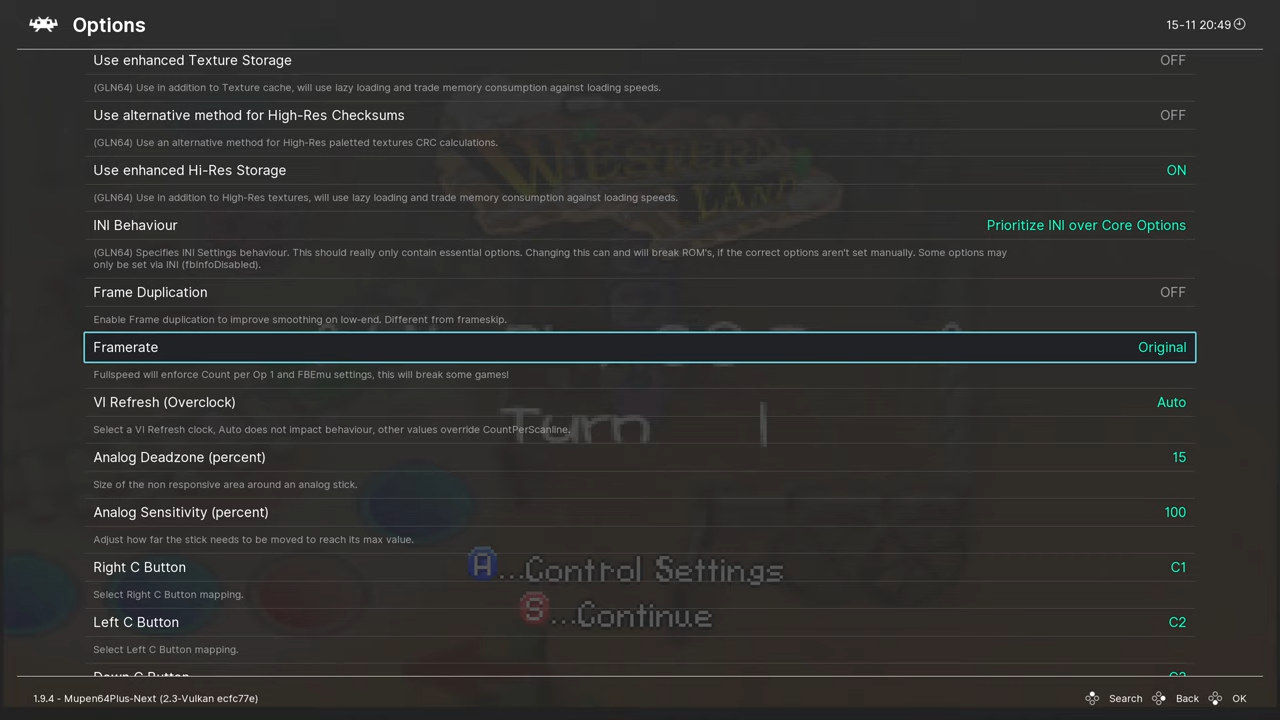 Options
15-11 20:49
Use enhanced Texture Storage OFF
(GLN64) Use in addition to Texture cache, will use lazy loading and trade memory consumption against loading speeds.
Use alternative method for High-Res Checksums OFF
(GLN64) Use an alternative method for High-Res paletted textures CRC calculations.
Use enhanced Hi-Res Storage ON
(GLN64) Use in addition to High-Res textures, will use lazy loading and trade memory consumption against loading speeds.
INI Behaviour Prioritize INI over Core Options
(GLN64) Specifies INI Settings behaviour. This should really only contain essential options. Changing this can and will break ROM's, if the correct options aren't set manually. Some options may
only be set via INI (fbInfoDisabled).
Frame Duplication OFF
Enable Frame duplication to improve smoothing on low-end. Different from frameskip.
Framerate Original
Fullspeed will enforce Count per Op 1 and FBEmu settings, this will break some games!
VI Refresh (Overclock) Auto
Select a VI Refresh clock, Auto does not impact behaviour, other values override CountPerScanline.
Turn
Analog Deadzone (percent) 15
Size of the non responsive area around an analog stick.
Analog Sensitivity (percent) 100
Adjust how far the stick needs to be moved to reach its max value.
A...Control Settings
Right C Button C1
Select Right C Button mapping.
S...Continue
Left C Button C2
Select Left C Button mapping.
WESTERN
LAND
1.9.4 - Mupen64Plus-Next (2.3-Vulkan ecfc77e)
Search Back OK